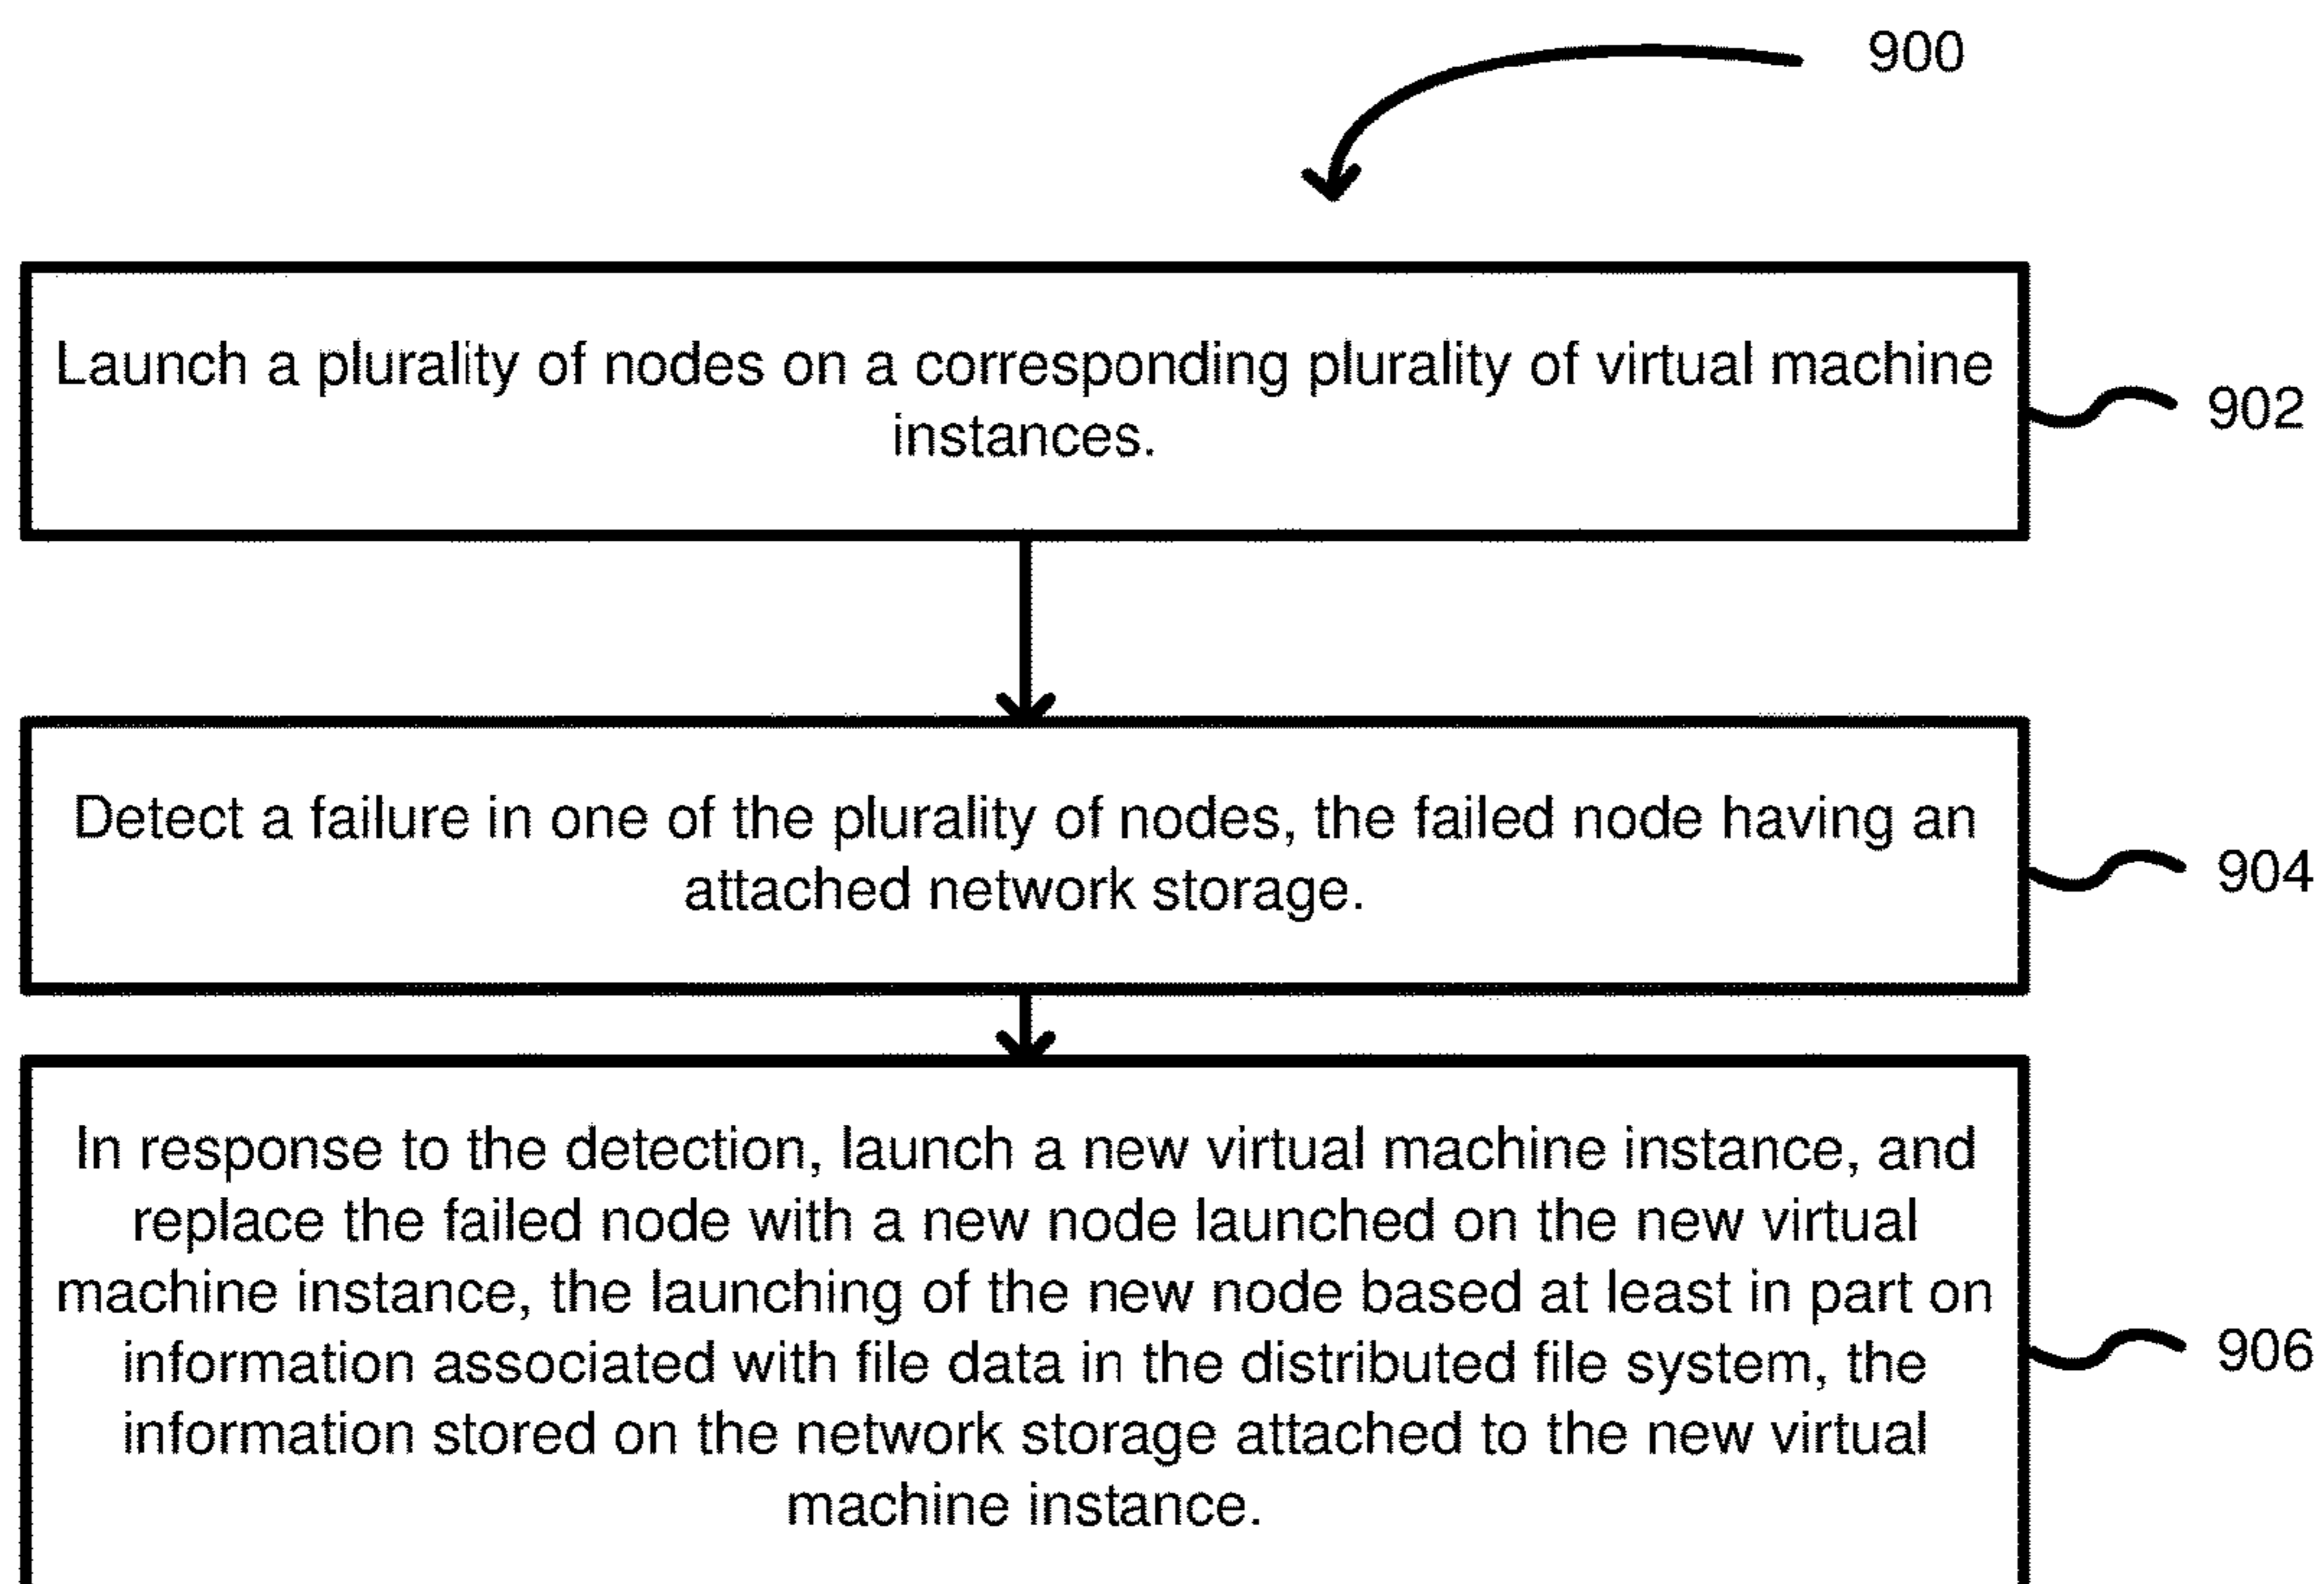 900
Launch a plurality of nodes on a corresponding plurality of virtual machine
instances.
902
Detect a failure in one of the plurality of nodes, the failed node having an
attached network storage.
904
In response to the detection, launch a new virtual machine instance, and
replace the failed node with a new node launched on the new virtual
machine instance, the launching of the new node based at least in part on
information associated with file data in the distributed file system, the
information stored on the network storage attached to the new virtual
machine instance.
906